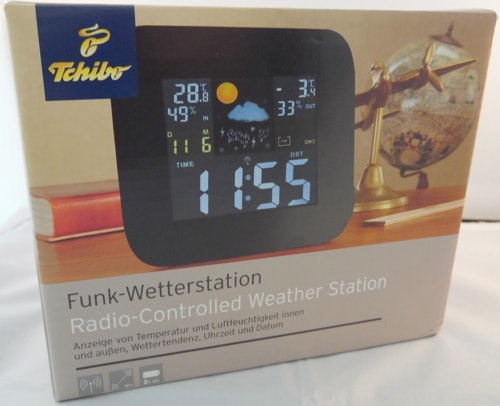 Tchibo
28.8 °C
49% IN
- 3.4 °C
33% OUT
D M
11 6
CH1
TIME DST
11:55
Funk-Wetterstation
Radio-Controlled Weather Station
Anzeige von Temperatur und Luftfeuchtigkeit innen
und außen, Wettertendenz, Uhrzeit und Datum